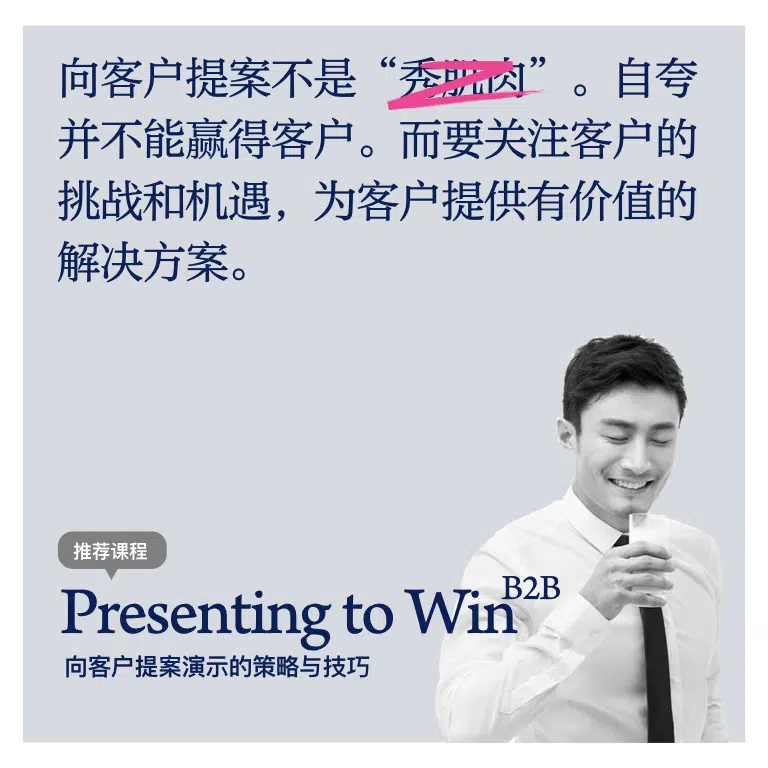 向客户提案不是“秀肌肉”。自夸
并不能赢得客户。而要关注客户的
挑战和机遇，为客户提供有价值的
解决方案。
推荐课程
Presenting to Win B2B
向客户提案演示的策略与技巧